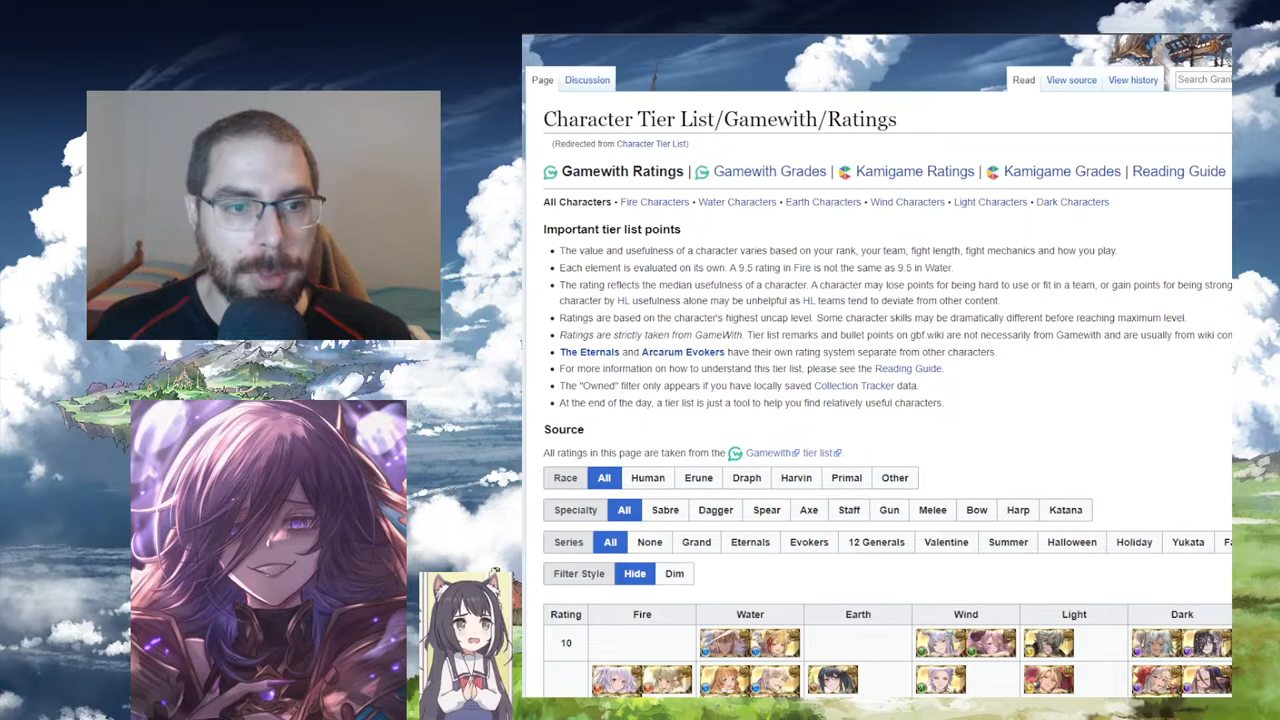 Page Discussion Read View source View history Search Gran
Character Tier List/Gamewith/Ratings
(Redirected from Character Tier List)
Gamewith Ratings | Gamewith Grades | Kamigame Ratings | Kamigame Grades | Reading Guide
All Characters • Fire Characters • Water Characters • Earth Characters • Wind Characters • Light Characters • Dark Characters
Important tier list points
• The value and usefulness of a character varies based on your rank, your team, fight length, fight mechanics and how you play.
• Each element is evaluated on its own. A 9.5 rating in Fire is not the same as 9.5 in Water.
• The rating reflects the median usefulness of a character. A character may lose points for being hard to use or fit in a team, or gain points for being strong
character by HL usefulness alone may be unhelpful as HL teams tend to deviate from other content.
• Ratings are based on the character's highest uncap level. Some character skills may be dramatically different before reaching maximum level.
• Ratings are strictly taken from GameWith. Tier list remarks and bullet points on gbf.wiki are not necessarily from Gamewith and are usually from wiki con
• The Eternals and Arcarum Evokers have their own rating system separate from other characters.
• For more information on how to understand this tier list, please see the Reading Guide.
• The "Owned" filter only appears if you have locally saved Collection Tracker data.
• At the end of the day, a tier list is just a tool to help you find relatively useful characters.
Source
All ratings in this page are taken from the Gamewith tier list.
Race All Human Erune Draph Harvin Primal Other
Specialty All Sabre Dagger Spear Axe Staff Gun Melee Bow Harp Katana
Series All None Grand Eternals Evokers 12 Generals Valentine Summer Halloween Holiday Yukata Fa
Filter Style Hide Dim
Rating Fire Water Earth Wind Light Dark
10